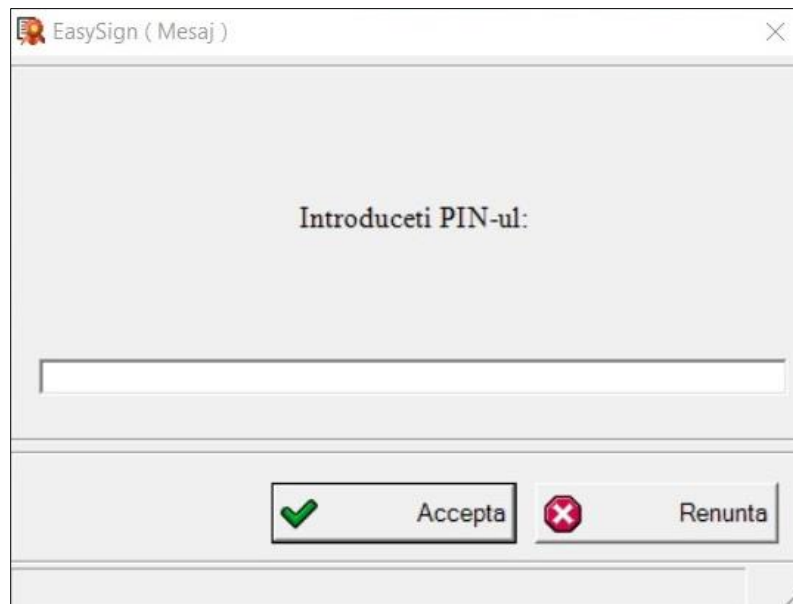 EasySign ( Mesaj )
Introduceti PIN-ul:
Accepta
Renunta